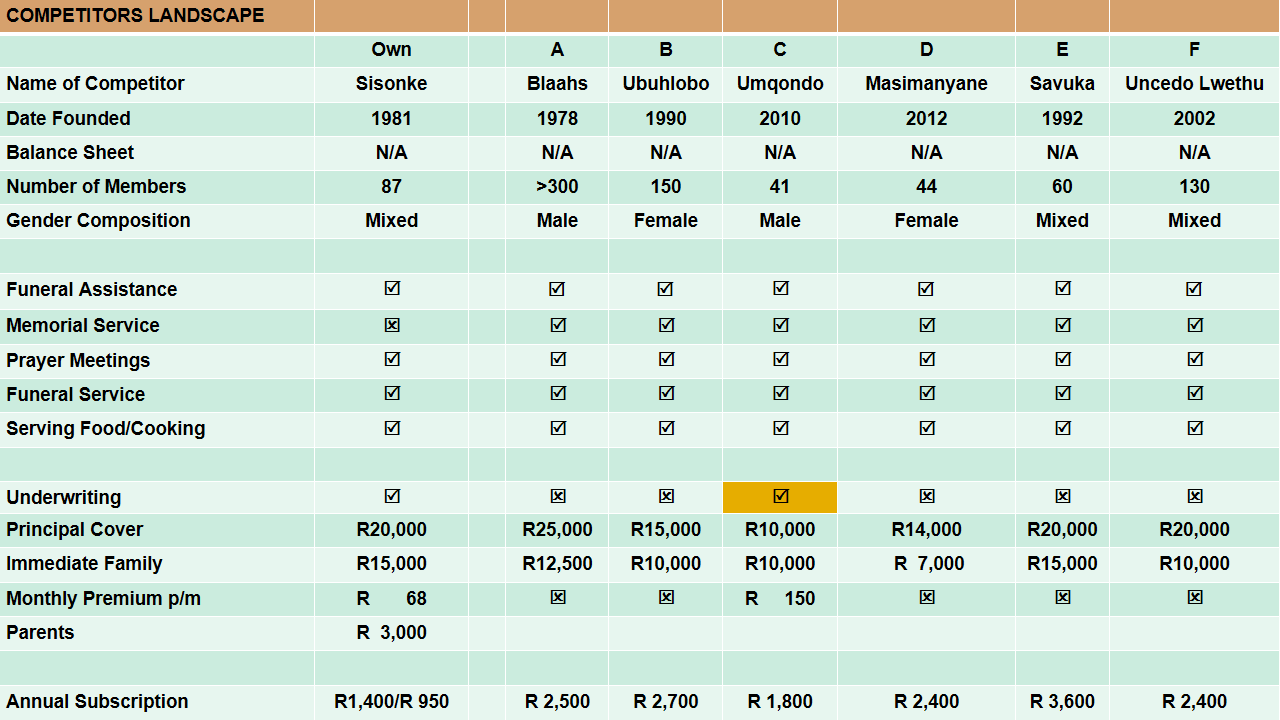 COMPETITORS LANDSCAPE
Own A B C D E F
Name of Competitor Sisonke Blaahs Ubuhlobo Umqondo Masimanyane Savuka Uncedo Lwethu
Date Founded 1981 1978 1990 2010 2012 1992 2002
Balance Sheet N/A N/A N/A N/A N/A N/A N/A
Number of Members 87 >300 150 41 44 60 130
Gender Composition Mixed Male Female Male Female Mixed Mixed
Funeral Assistance ☑ ☑ ☑ ☑ ☑ ☑ ☑
Memorial Service ☒ ☑ ☑ ☑ ☑ ☑ ☑
Prayer Meetings ☑ ☑ ☑ ☑ ☑ ☑ ☑
Funeral Service ☑ ☑ ☑ ☑ ☑ ☑ ☑
Serving Food/Cooking ☑ ☑ ☑ ☑ ☑ ☑ ☑
Underwriting ☑ ☒ ☒ ☑ ☒ ☒ ☒
Principal Cover R20,000 R25,000 R15,000 R10,000 R14,000 R20,000 R20,000
Immediate Family R15,000 R12,500 R10,000 R10,000 R 7,000 R15,000 R10,000
Monthly Premium p/m R 68 ☒ ☒ R 150 ☒ ☒ ☒
Parents R 3,000
Annual Subscription R1,400/R 950 R 2,500 R 2,700 R 1,800 R 2,400 R 3,600 R 2,400